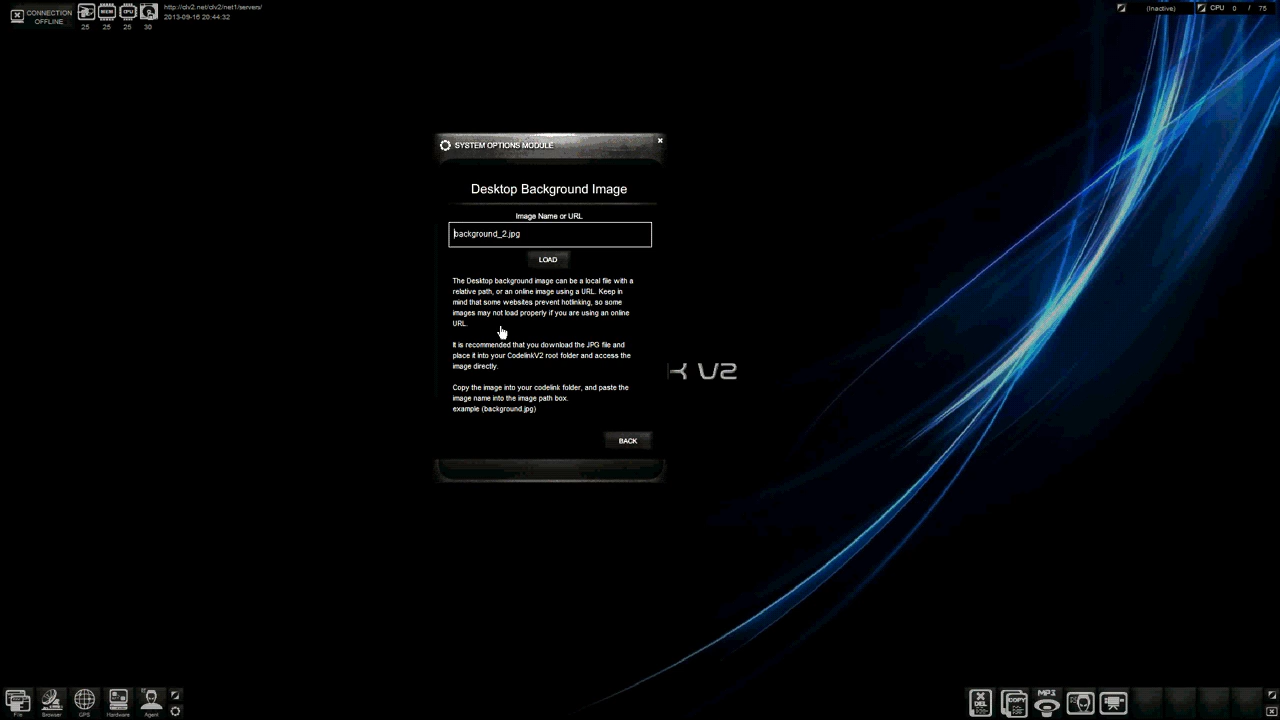 CONNECTION
OFFLINE
MEM
CPU
25
25
25
30
http://clv2.net/clv2/net1/servers/
2013-09-16 20:44:32
(Inactive)
CPU 0 / 75
SYSTEM OPTIONS MODULE
Desktop Background Image
Image Name or URL
background_2.jpg
LOAD
The Desktop background image can be a local file with a
relative path, or an online image using a URL. Keep in
mind that some websites prevent hotlinking, so some
images may not load properly if you are using an online
URL.
It is recommended that you download the JPG file and
place it into your CodelinkV2 root folder and access the
image directly.
Copy the image into your codelink folder, and paste the
image name into the image path box.
example (background.jpg)
BACK
V2
File
Browser
GPS
Hardware
Agent
DEL
COPY
MP3